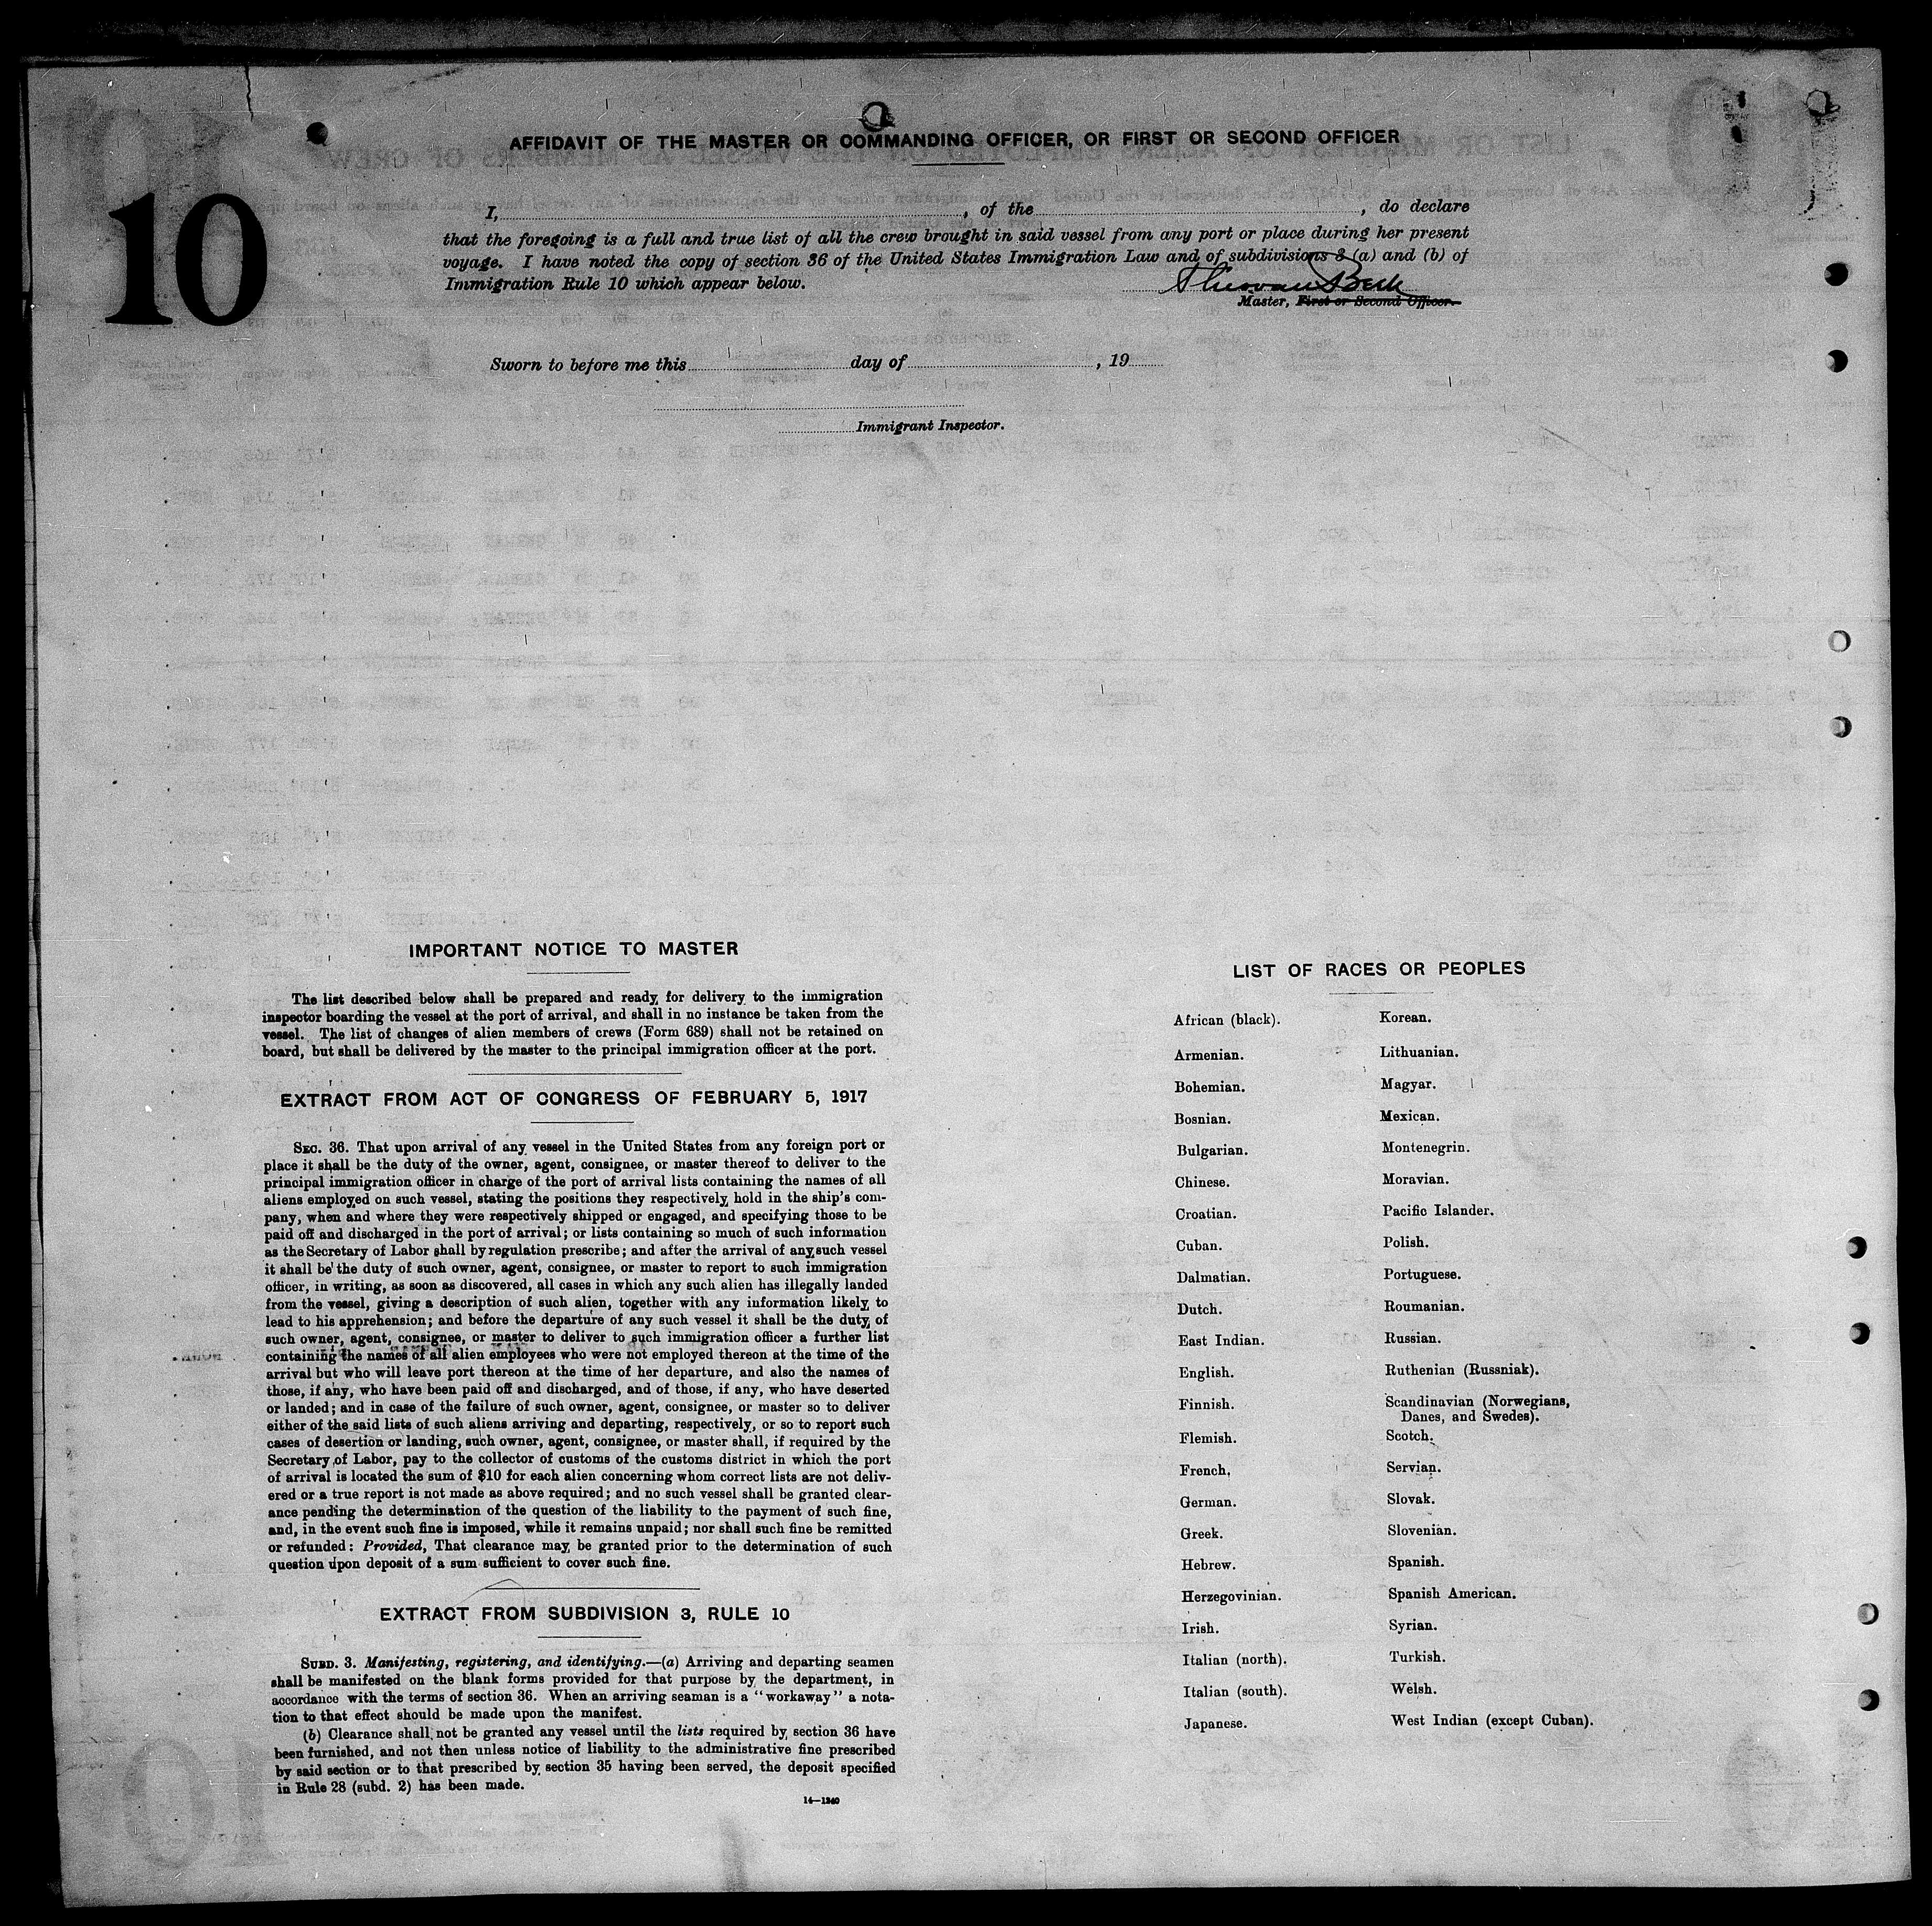 AFFIDAVIT OF THE MASTER OR COMMANDING OFFICER, OR FIRST OR SECOND OFFICER
10
I, , of the , do declare
that the foregoing is a full and true list of all the crew brought in said vessel from any port or place during her present
voyage. I have noted the copy of section 36 of the United States Immigration Law and of subdivisions 3 (a) and (b) of
Immigration Rule 10 which appear below.
Master, First or Second Officer.
Sworn to before me this day of , 19
Immigrant Inspector.
IMPORTANT NOTICE TO MASTER
The list described below shall be prepared and ready for delivery to the immigration
inspector boarding the vessel at the port of arrival, and shall in no instance be taken from the
vessel. The list of changes of alien members of crews (Form 689) shall not be retained on
board, but shall be delivered by the master to the principal immigration officer at the port.
EXTRACT FROM ACT OF CONGRESS OF FEBRUARY 5, 1917
SEC. 36. That upon arrival of any vessel in the United States from any foreign port or
place it shall be the duty of the owner, agent, consignee, or master thereof to deliver to the
principal immigration officer in charge of the port of arrival lists containing the names of all
aliens employed on such vessel, stating the positions they respectively hold in the ship's com-
pany, when and where they were respectively shipped or engaged, and specifying those to be
paid off and discharged in the port of arrival; or lists containing so much of such information
as the Secretary of Labor shall by regulation prescribe; and after the arrival of any such vessel
it shall be the duty of such owner, agent, consignee, or master to report to such immigration
officer, in writing, as soon as discovered, all cases in which any such alien has illegally landed
from the vessel, giving a description of such alien, together with any information likely to
lead to his apprehension; and before the departure of any such vessel it shall be the duty of
such owner, agent, consignee, or master to deliver to such immigration officer a further list
containing the names of all alien employees who were not employed thereon at the time of the
arrival but who will leave port thereon at the time of her departure, and also the names of
those, if any, who have been paid off and discharged, and of those, if any, who have deserted
or landed; and in case of the failure of such owner, agent, consignee, or master so to deliver
either of the said lists of such aliens arriving and departing, respectively, or so to report such
cases of desertion or landing, such owner, agent, consignee, or master shall, if required by the
Secretary of Labor, pay to the collector of customs of the customs district in which the port
of arrival is located the sum of $10 for each alien concerning whom correct lists are not deliv-
ered or a true report is not made as above required; and no such vessel shall be granted clear-
ance pending the determination of the question of the liability to the payment of such fine,
and, in the event such fine is imposed, while it remains unpaid; nor shall such fine be remitted
or refunded: Provided, That clearance may be granted prior to the determination of such
question upon deposit of a sum sufficient to cover such fine.
EXTRACT FROM SUBDIVISION 3, RULE 10
SUBD. 3. Manifesting, registering, and identifying.—(a) Arriving and departing seamen
shall be manifested on the blank forms provided for that purpose by the department, in
accordance with the terms of section 36. When an arriving seaman is a "workaway" a nota-
tion to that effect should be made upon the manifest.
(b) Clearance shall not be granted any vessel until the lists required by section 36 have
been furnished, and not then unless notice of liability to the administrative fine prescribed
by said section or to that prescribed by section 35 having been served, the deposit specified
in Rule 28 (subd. 2) has been made.
14—1240
LIST OF RACES OR PEOPLES
African (black).
Armenian.
Bohemian.
Bosnian.
Bulgarian.
Chinese.
Croatian.
Cuban.
Dalmatian.
Dutch.
East Indian.
English.
Finnish.
Flemish.
French.
German.
Greek.
Hebrew.
Herzegovinian.
Irish.
Italian (north).
Italian (south).
Japanese.
Korean.
Lithuanian.
Magyar.
Mexican.
Montenegrin.
Moravian.
Pacific Islander.
Polish.
Portuguese.
Roumanian.
Russian.
Ruthenian (Russniak).
Scandinavian (Norwegians,
Danes, and Swedes).
Scotch.
Servian.
Slovak.
Slovenian.
Spanish.
Spanish American.
Syrian.
Turkish.
Welsh.
West Indian (except Cuban).